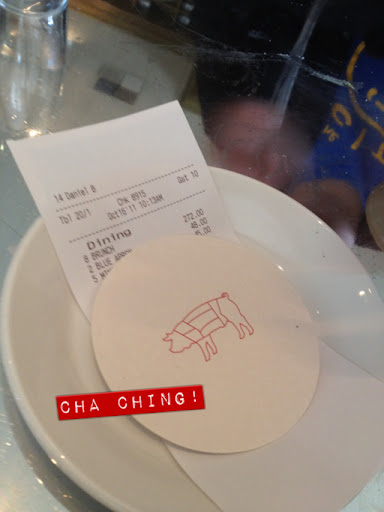 14 Daniel B
Tbl 20/1 Chk 8915 Gst 10
Oct16'11 10:13AM
Dining
8 BRUNCH 272.00
2 BLUE 48.00
5
CHA CHING!